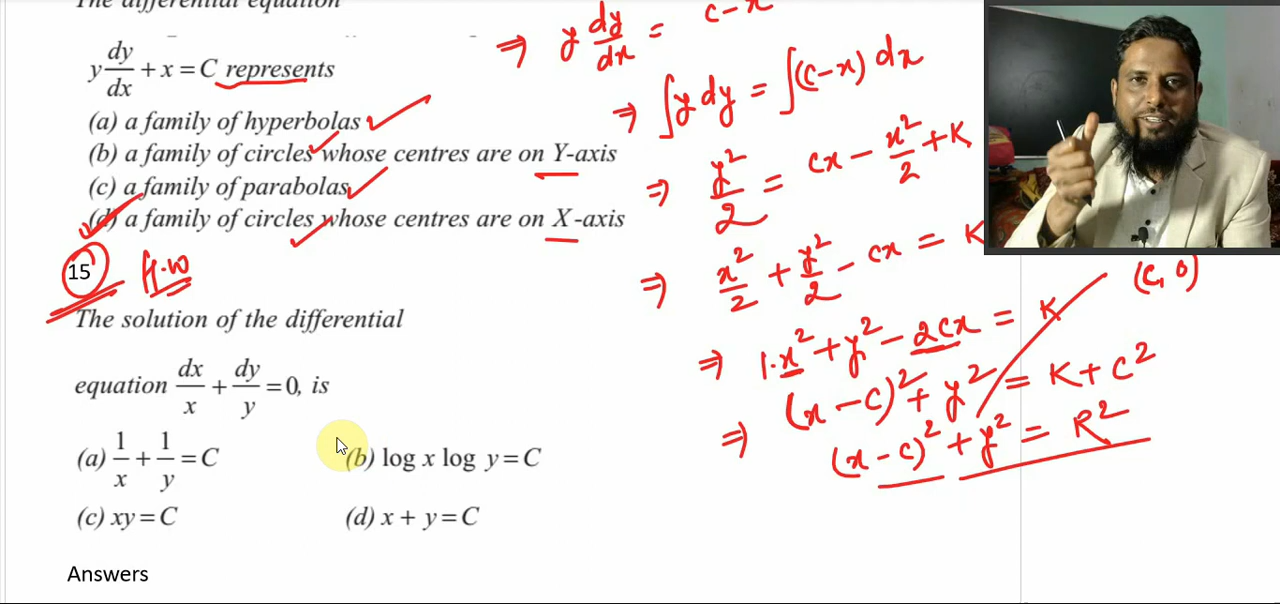 The differential equation
y dy/dx + x = C represents
(a) a family of hyperbolas
(b) a family of circles whose centres are on Y-axis
(c) a family of parabolas
(d) a family of circles whose centres are on X-axis
15 H.W
The solution of the differential
equation dx/x + dy/y = 0, is
(a) 1/x + 1/y = C
(b) log x log y = C
(c) xy = C
(d) x + y = C
Answers
⇒ y dy/dx = c-x
⇒ ∫y dy = ∫(c-x) dx
⇒ y²/2 = cx - x²/2 + K
⇒ x²/2 + y²/2 - cx = K
⇒ 1·x² + y² - 2cx = K
(x-c)² + y² = K + c²
⇒ (x-c)² + y² = R²
(c, 0)